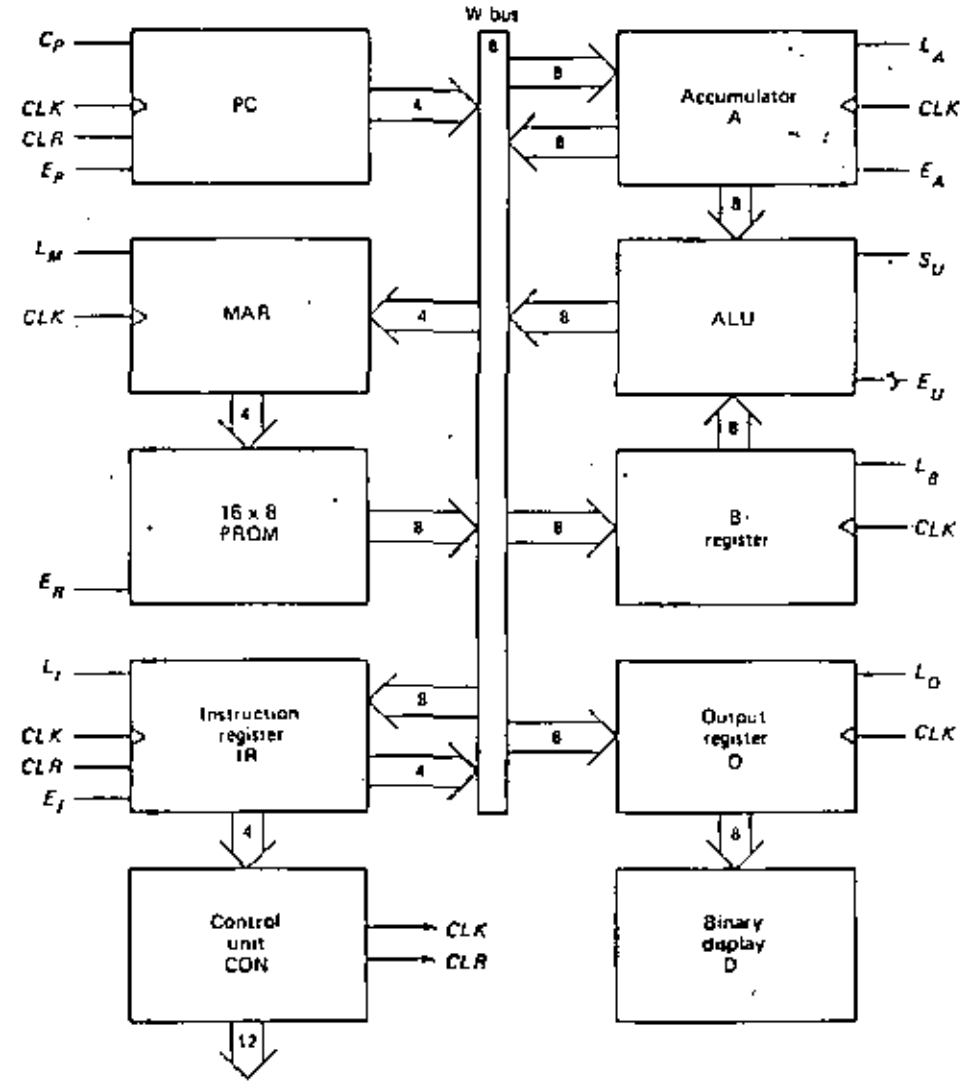 W bus
8
C_P
CLK
CLR
E_P
PC
4
8
8
Accumulator
A
L_A
CLK
E_A
8
L_M
CLK
MAR
4
8
ALU
S_U
E_U
4
8
16 x 8
PROM
E_R
8
8
B
register
L_B
CLK
L_I
CLK
CLR
E_I
Instruction
register
IR
8
4
8
Output
register
O
L_O
CLK
4
8
Control
unit
CON
CLK
CLR
Binary
display
D
12